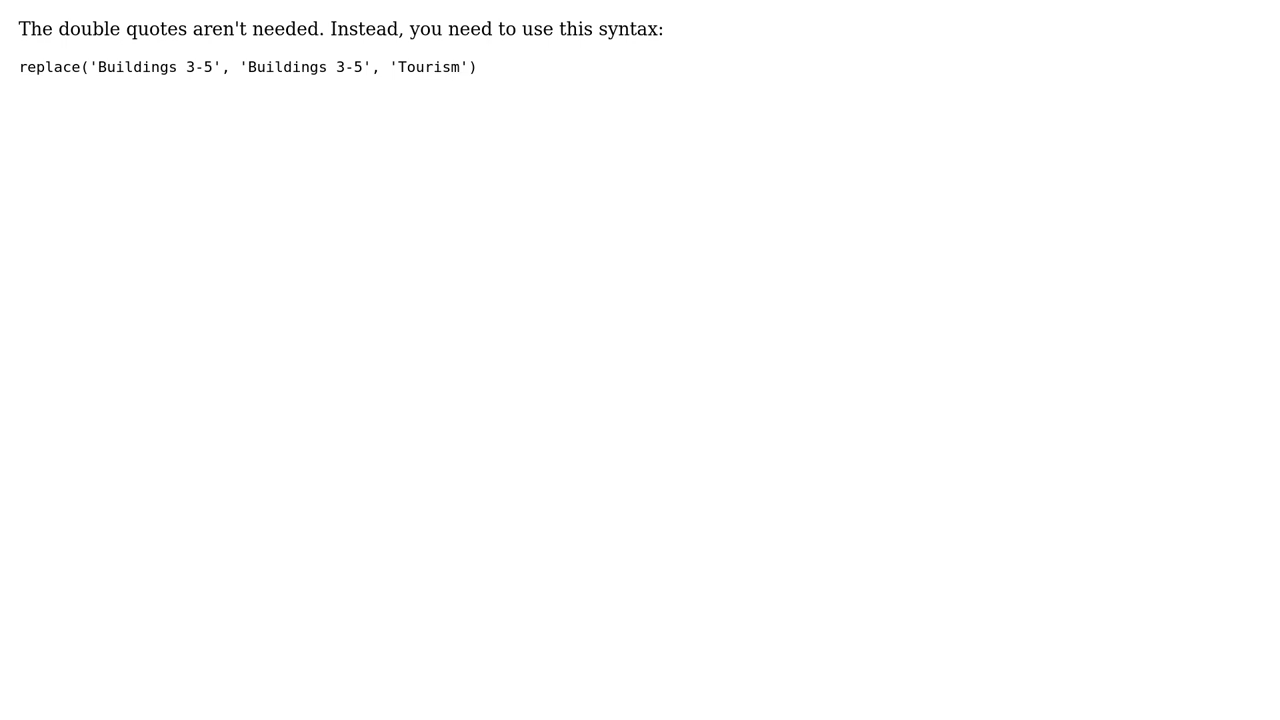 The double quotes aren't needed. Instead, you need to use this syntax:
replace('Buildings 3-5', 'Buildings 3-5', 'Tourism')